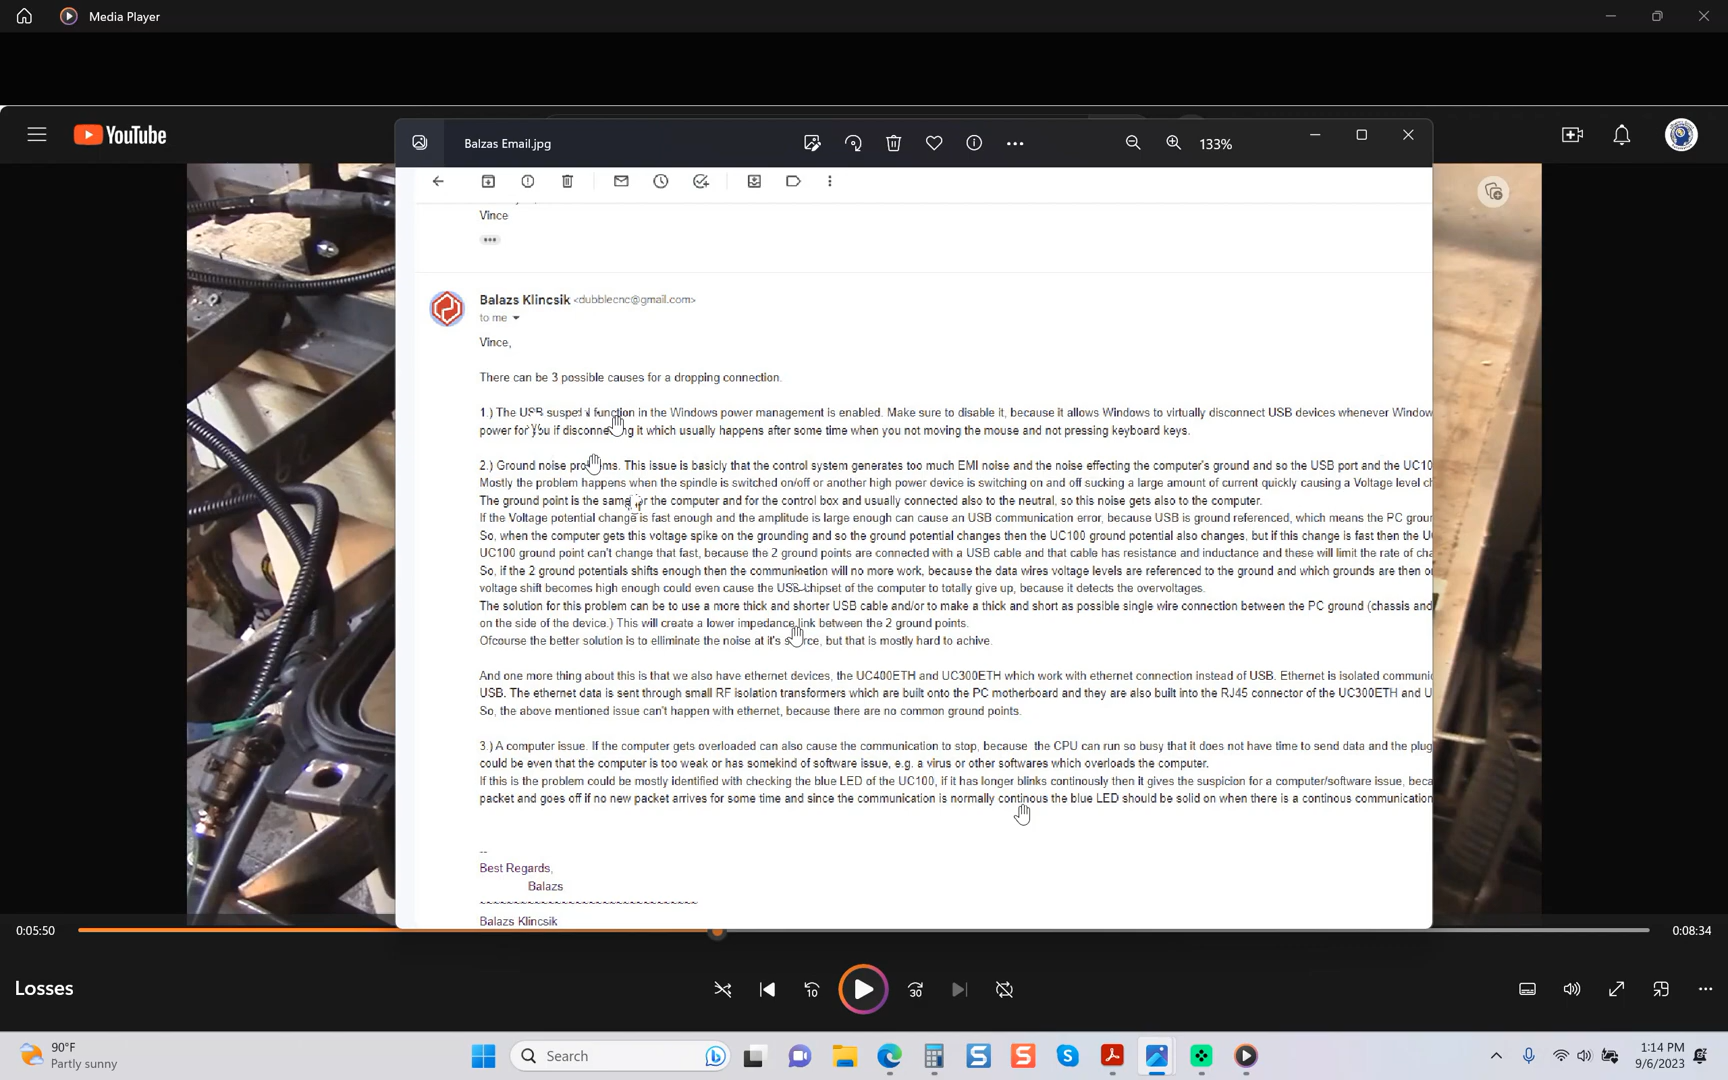 Media Player
YouTube
Balzas Email.jpg
133%
Vince
Balazs Klincsik <dubblecnc@gmail.com>
to me
Vince,
There can be 3 possible causes for a dropping connection.
1.) The USB suspend function in the Windows power management is enabled. Make sure to disable it, because it allows Windows to virtually disconnect USB devices whenever Window
power for you if disconnecting it which usually happens after some time when you not moving the mouse and not pressing keyboard keys.
2.) Ground noise problems. This issue is basicly that the control system generates too much EMI noise and the noise effecting the computer's ground and so the USB port and the UC10
Mostly the problem happens when the spindle is switched on/off or another high power device is switching on and off sucking a large amount of current quickly causing a Voltage level ch
The ground point is the same for the computer and for the control box and usually connected also to the neutral, so this noise gets also to the computer.
If the Voltage potential change is fast enough and the amplitude is large enough can cause an USB communication error, because USB is ground referenced, which means the PC grour
So, when the computer gets this voltage spike on the grounding and so the ground potential changes then the UC100 ground potential also changes, but if this change is fast then the U
UC100 ground point can't change that fast, because the 2 ground points are connected with a USB cable and that cable has resistance and inductance and these will limit the rate of cha
So, if the 2 ground potentials shifts enough then the communication will no more work, because the data wires voltage levels are referenced to the ground and which grounds are then o
voltage shift becomes high enough could even cause the USB chipset of the computer to totally give up, because it detects the overvoltages.
The solution for this problem can be to use a more thick and shorter USB cable and/or to make a thick and short as possible single wire connection between the PC ground (chassis and
on the side of the device.) This will create a lower impedance link between the 2 ground points.
Ofcourse the better solution is to elliminate the noise at it's source, but that is mostly hard to achive.
And one more thing about this is that we also have ethernet devices, the UC400ETH and UC300ETH which work with ethernet connection instead of USB. Ethernet is isolated communic
USB. The ethernet data is sent through small RF isolation transformers which are built onto the PC motherboard and they are also built into the RJ45 connector of the UC300ETH and U
So, the above mentioned issue can't happen with ethernet, because there are no common ground points.
3.) A computer issue. If the computer gets overloaded can also cause the communication to stop, because the CPU can run so busy that it does not have time to send data and the plug
could be even that the computer is too weak or has somekind of software issue, e.g. a virus or other softwares which overloads the computer.
If this is the problem could be mostly identified with checking the blue LED of the UC100, if it has longer blinks continously then it gives the suspicion for a computer/software issue, beca
packet and goes off if no new packet arrives for some time and since the communication is normally continous the blue LED should be solid on when there is a continous communication
--
Best Regards,
Balazs
~~~~~~~~~~~~~~~~~~~~~~~~~~~~~~~
Balazs Klincsik
0:05:50
0:08:34
Losses
10
30
90°F
Partly sunny
Search
1:14 PM
9/6/2023